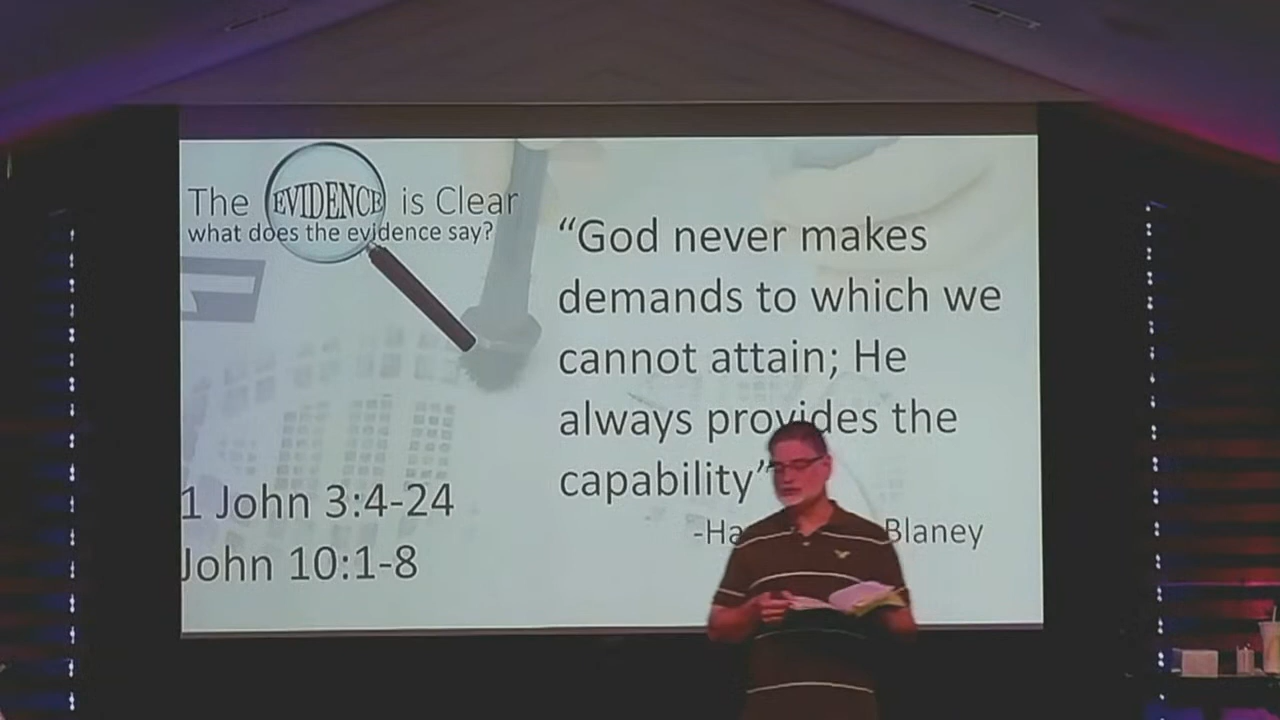 The EVIDENCE is Clear
what does the evidence say?
“God never makes
demands to which we
cannot attain; He
always provides the
capability”
Blaney
1 John 3:4-24
John 10:1-8